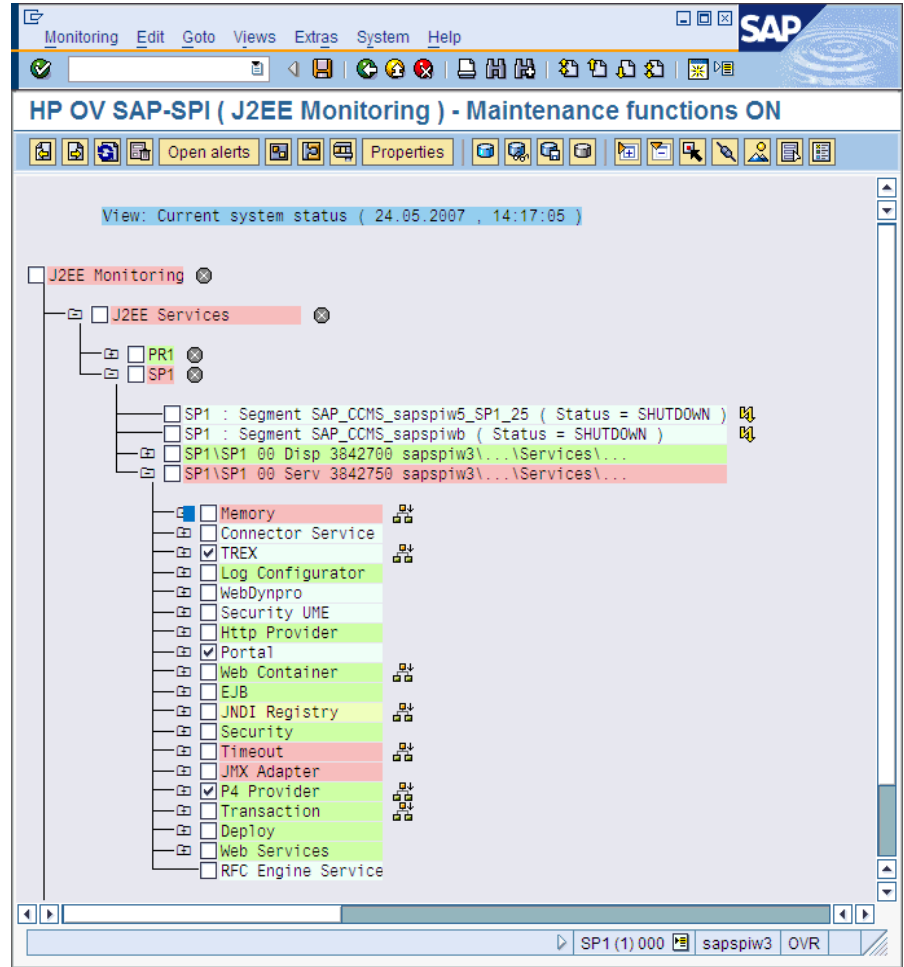 SAP
Monitoring Edit Goto Views Extras System Help
HP OV SAP-SPI ( J2EE Monitoring ) - Maintenance functions ON
Open alerts Properties
View: Current system status ( 24.05.2007 , 14:17:05 )
J2EE Monitoring
J2EE Services
PR1
SP1
SP1 : Segment SAP_CCMS_sapspiw5_SP1_25 ( Status = SHUTDOWN )
SP1 : Segment SAP_CCMS_sapspiwb ( Status = SHUTDOWN )
SP1\SP1 00 Disp 3842700 sapspiw3\...\Services\...
SP1\SP1 00 Serv 3842750 sapspiw3\...\Services\...
Memory
Connector Service
TREX
Log Configurator
WebDynpro
Security UME
Http Provider
Portal
Web Container
EJB
JNDI Registry
Security
Timeout
JMX Adapter
P4 Provider
Transaction
Deploy
Web Services
RFC Engine Service
SP1 (1) 000 sapspiw3 OVR